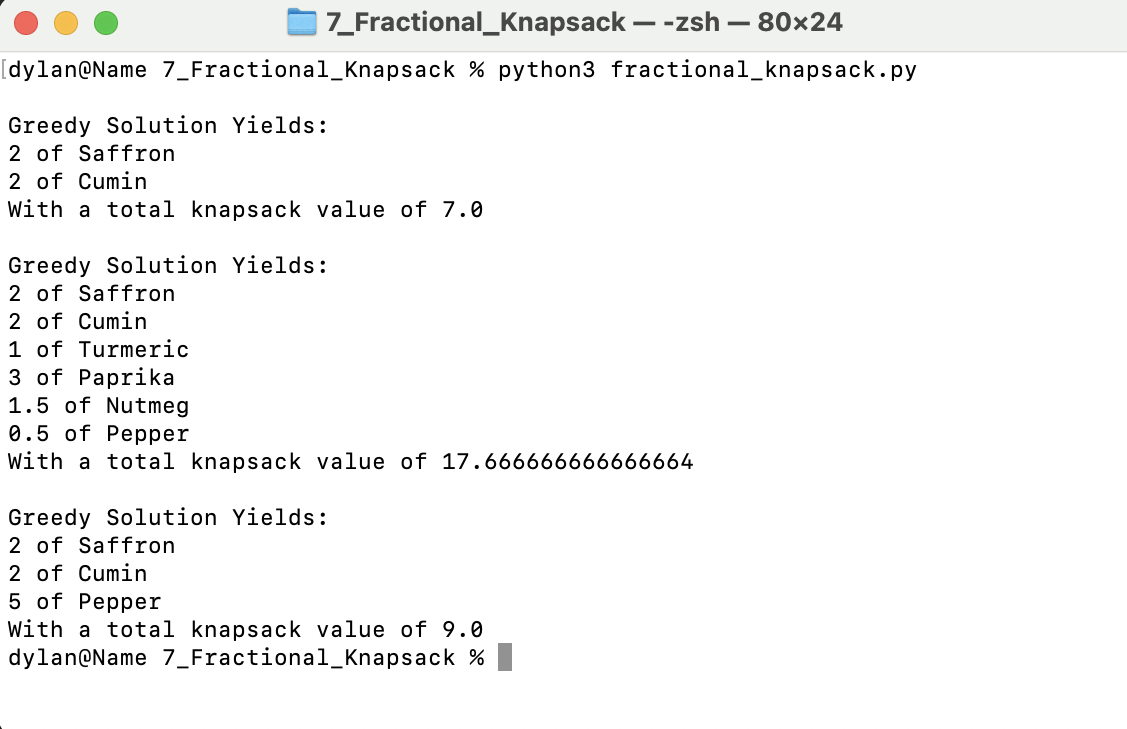 7_Fractional_Knapsack — -zsh — 80×24
[dylan@Name 7_Fractional_Knapsack % python3 fractional_knapsack.py
Greedy Solution Yields:
2 of Saffron
2 of Cumin
With a total knapsack value of 7.0
Greedy Solution Yields:
2 of Saffron
2 of Cumin
1 of Turmeric
3 of Paprika
1.5 of Nutmeg
0.5 of Pepper
With a total knapsack value of 17.666666666666664
Greedy Solution Yields:
2 of Saffron
2 of Cumin
5 of Pepper
With a total knapsack value of 9.0
dylan@Name 7_Fractional_Knapsack %